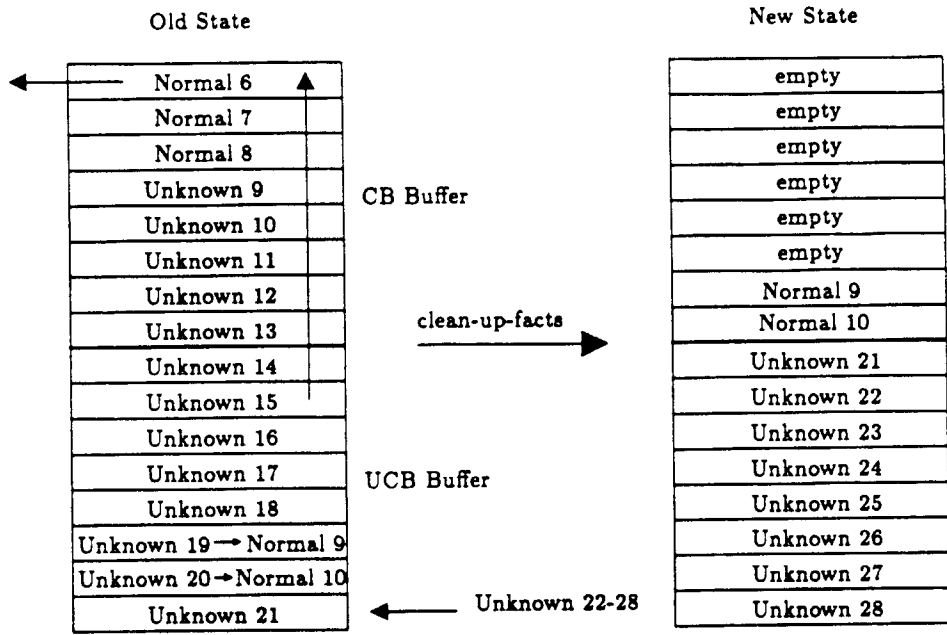 Old State
New State
Normal 6
Normal 7
Normal 8
Unknown 9
Unknown 10
Unknown 11
Unknown 12
Unknown 13
Unknown 14
Unknown 15
Unknown 16
Unknown 17
Unknown 18
Unknown 19 → Normal 9
Unknown 20 → Normal 10
Unknown 21
CB Buffer
UCB Buffer
clean-up-facts
Unknown 22-28
empty
empty
empty
empty
empty
empty
Normal 9
Normal 10
Unknown 21
Unknown 22
Unknown 23
Unknown 24
Unknown 25
Unknown 26
Unknown 27
Unknown 28